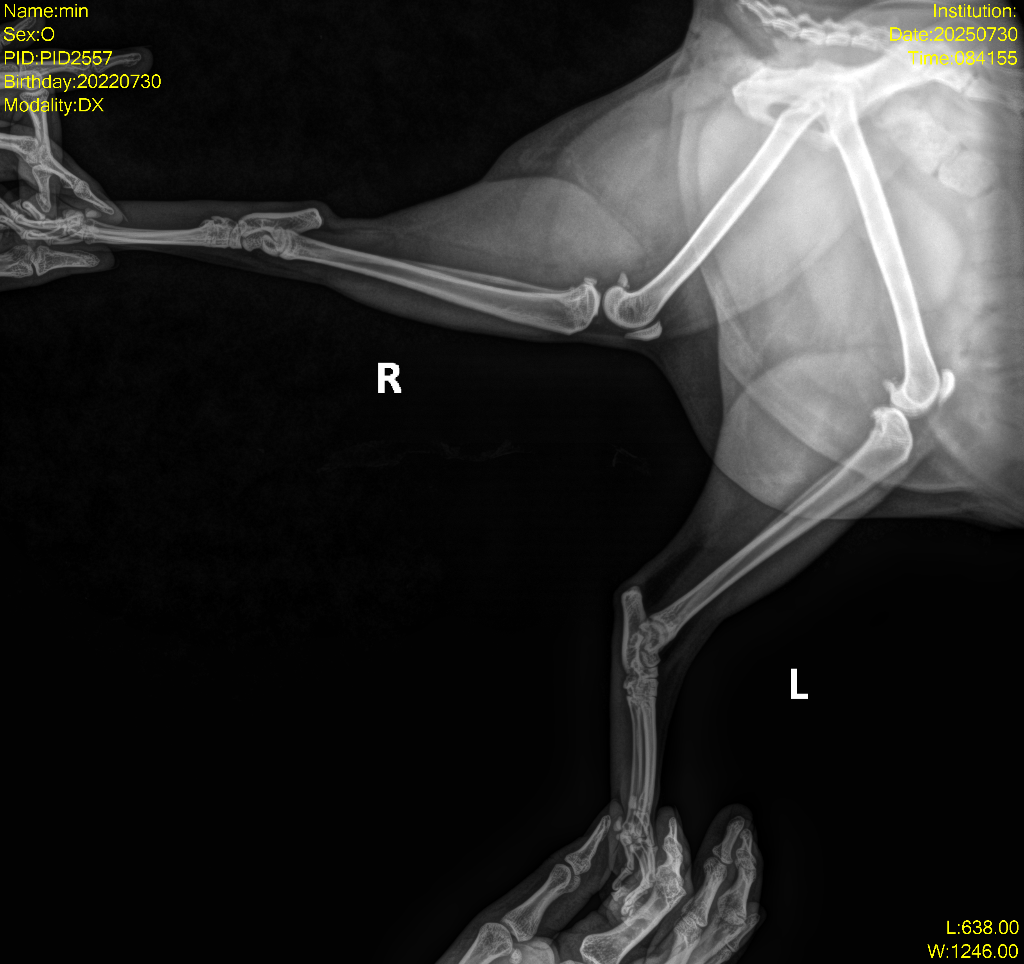 Name:min
Sex:O
PID:PID2557
Birthday:20220730
Modality:DX
Institution:
Date:20250730
Time:084155
R
L
L:638.00
W:1246.00